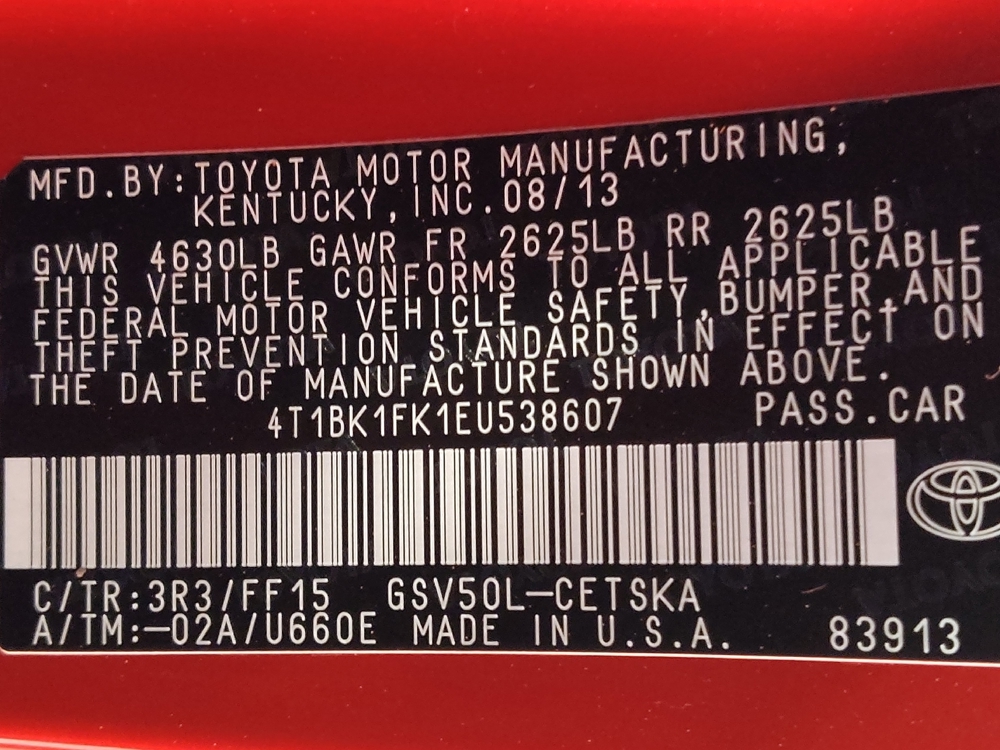 MFD.BY:TOYOTA MOTOR MANUFACTURING,
KENTUCKY,INC.08/13
GVWR 4630LB GAWR FR 2625LB RR 2625LB
THIS VEHICLE CONFORMS TO ALL APPLICABLE
FEDERAL MOTOR VEHICLE SAFETY,BUMPER,AND
THEFT PREVENTION STANDARDS IN EFFECT ON
THE DATE OF MANUFACTURE SHOWN ABOVE.
4T1BK1FK1EU538607 PASS.CAR
C/TR:3R3/FF15 GSV50L-CETSKA
A/TM:-02A/U660E MADE IN U.S.A. 83913